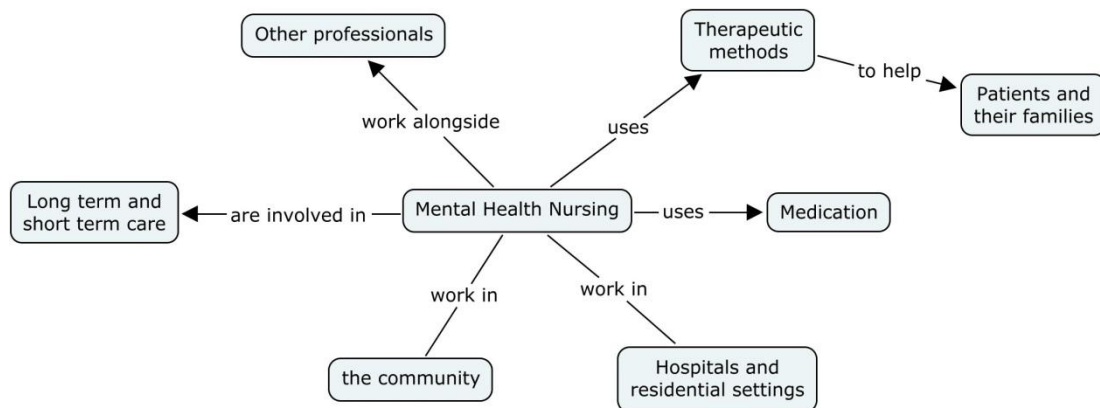 Other professionals
Therapeutic
methods
to help
Patients and
their families
work alongside
uses
Long term and
short term care
are involved in
Mental Health Nursing
uses
Medication
work in
work in
the community
Hospitals and
residential settings